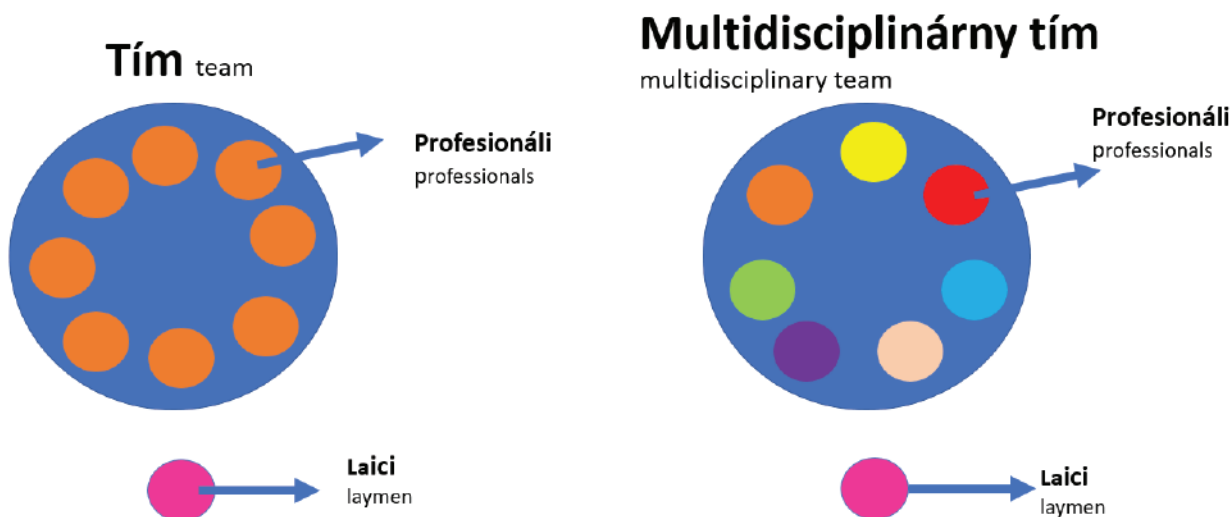 Tím team
Profesionáli
professionals
Laici
laymen
Multidisciplinárny tím
multidisciplinary team
Profesionáli
professionals
Laici
laymen